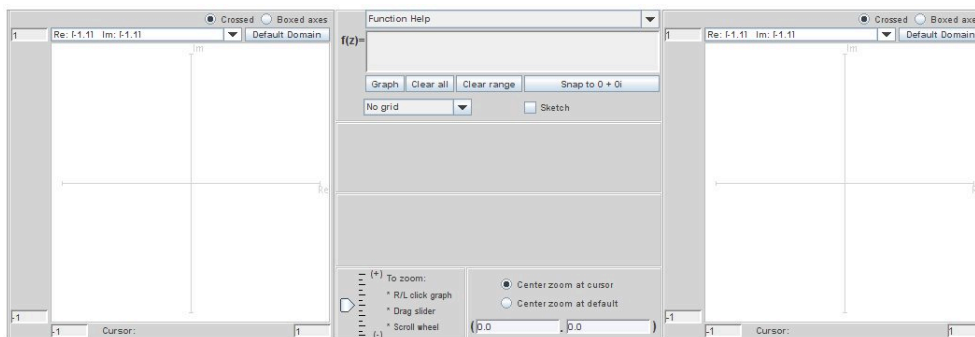 Crossed Boxed axes
1 Re: [-1,1] Im: [-1,1] Default Domain
Im
Re
-1
-1 Cursor: 1
Function Help
f(z)=
Graph Clear all Clear range Snap to 0 + 0i
No grid Sketch
(+) To zoom:
* R/L click graph
* Drag slider
* Scroll wheel
(-)
Center zoom at cursor
Center zoom at default
( 0.0 , 0.0 )
Crossed Boxed axes
1 Re: [-1,1] Im: [-1,1] Default Domain
Im
-1
-1 Cursor: 1